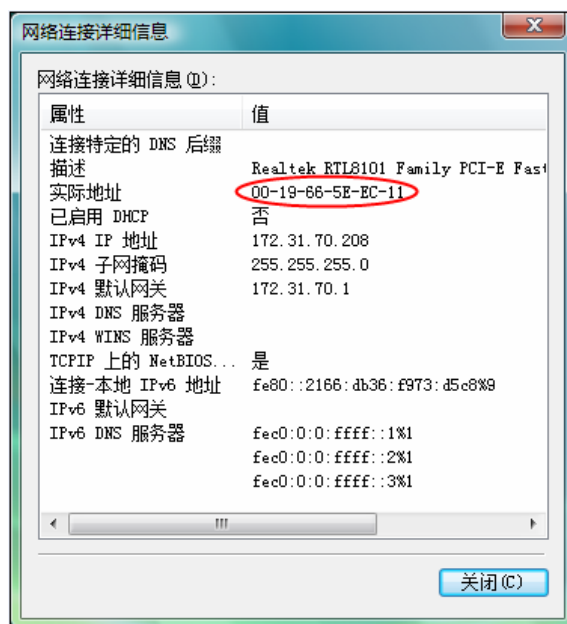 网络连接详细信息
网络连接详细信息(D):
属性 值
连接特定的 DNS 后缀
描述 Realtek RTL8101 Family PCI-E Fast
实际地址 00-19-66-5E-EC-11
已启用 DHCP 否
IPv4 IP 地址 172.31.70.208
IPv4 子网掩码 255.255.255.0
IPv4 默认网关 172.31.70.1
IPv4 DNS 服务器
IPv4 WINS 服务器
TCPIP 上的 NetBIOS... 是
连接-本地 IPv6 地址 fe80::2166:db36:f973:d5c8%9
IPv6 默认网关
IPv6 DNS 服务器 fec0:0:0:ffff::1%1
fec0:0:0:ffff::2%1
fec0:0:0:ffff::3%1
关闭(C)